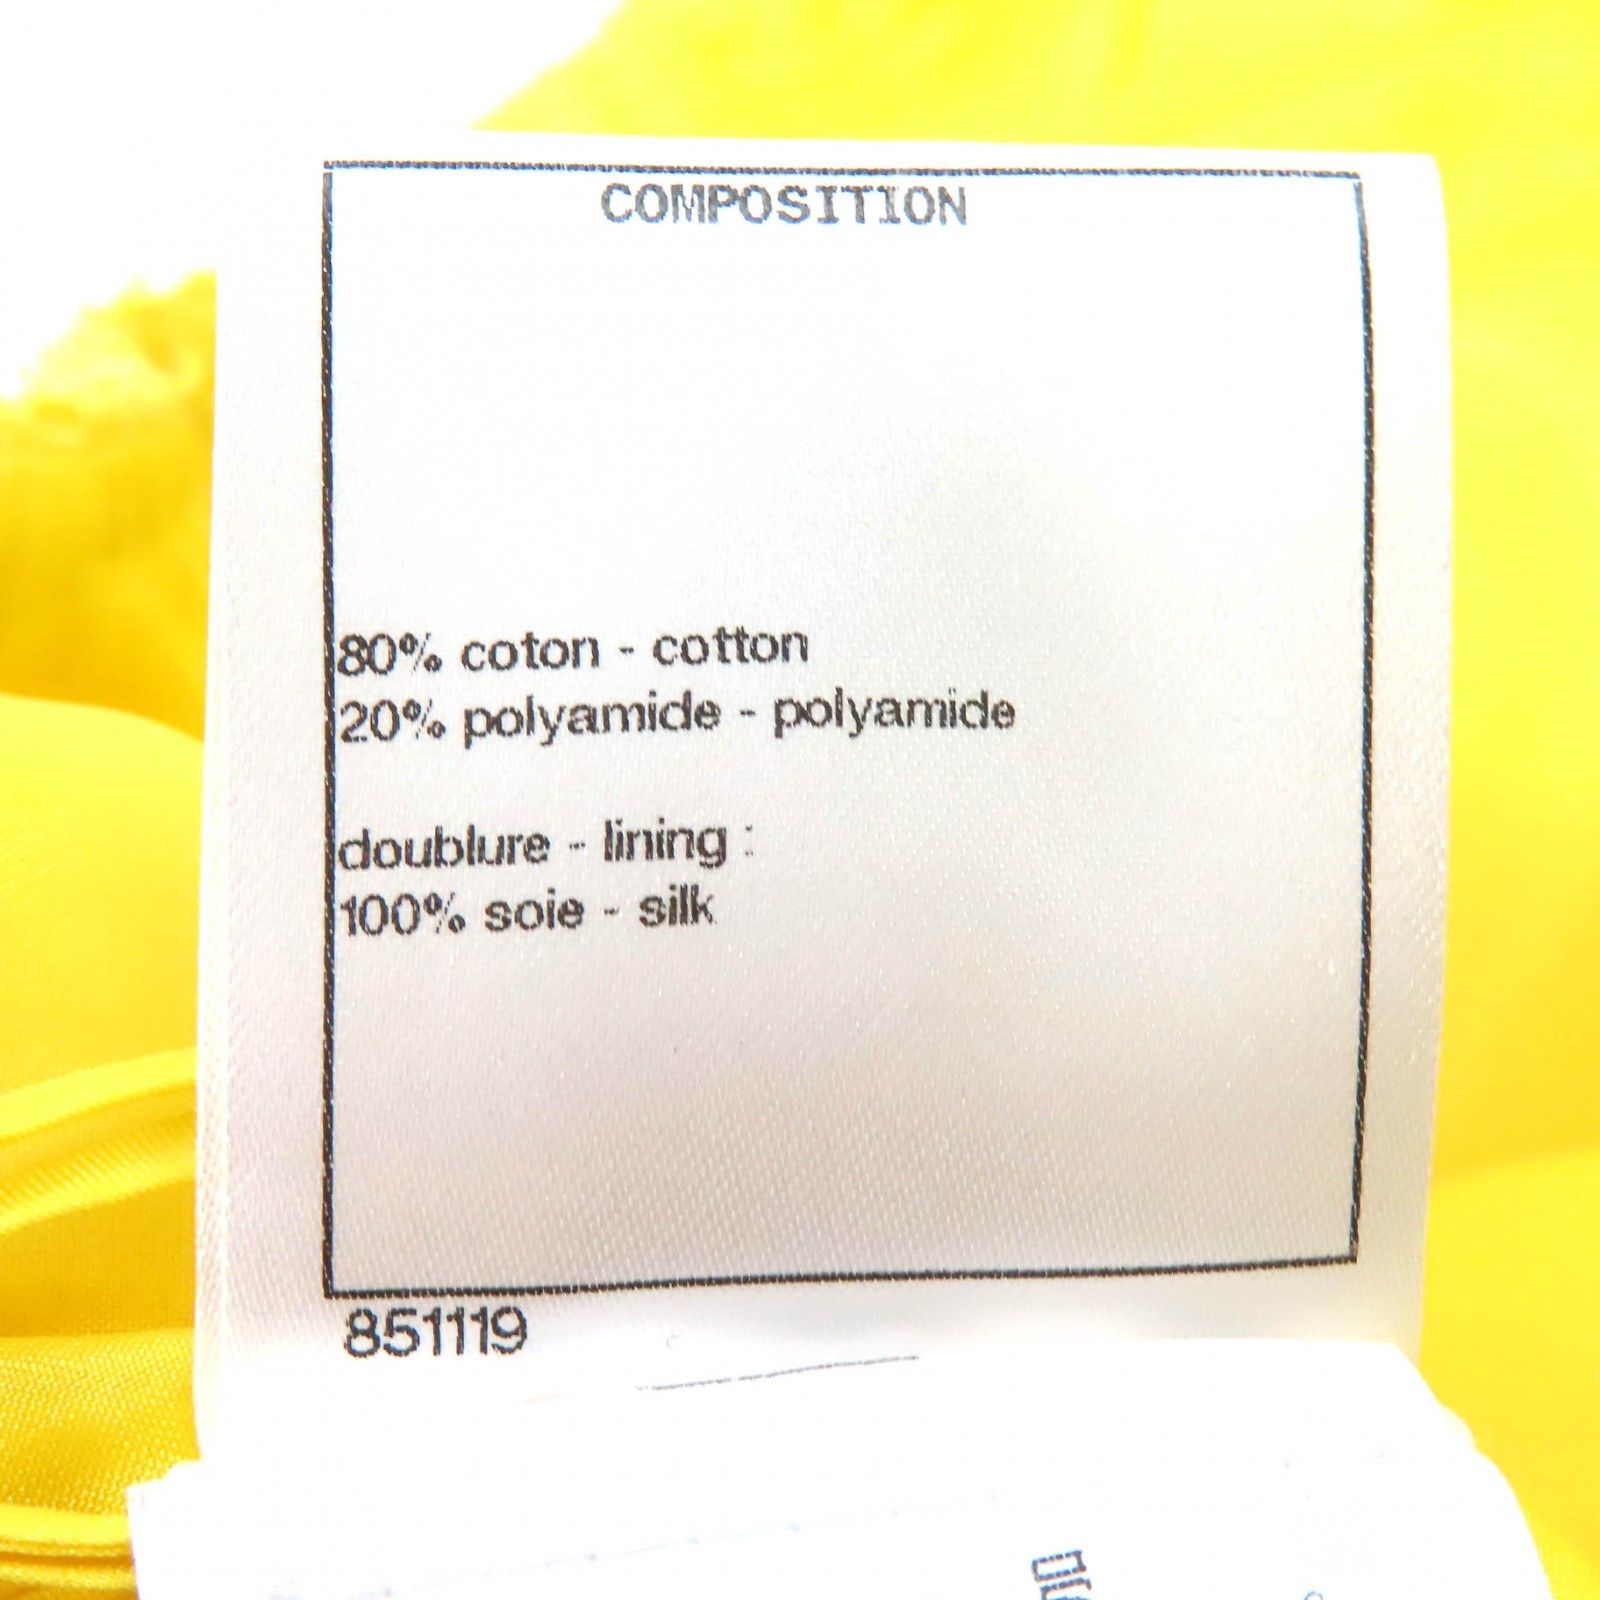 COMPOSITION
80% coton - cotton
20% polyamide - polyamide
doublure - lining :
100% soie - silk
851119